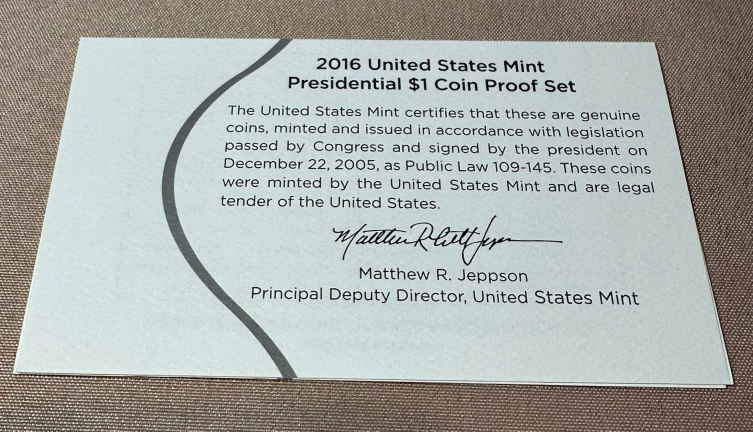 2016 United States Mint
Presidential $1 Coin Proof Set
The United States Mint certifies that these are genuine
coins, minted and issued in accordance with legislation
passed by Congress and signed by the president on
December 22, 2005, as Public Law 109-145. These coins
were minted by the United States Mint and are legal
tender of the United States.
Matthew R. Jeppson
Principal Deputy Director, United States Mint